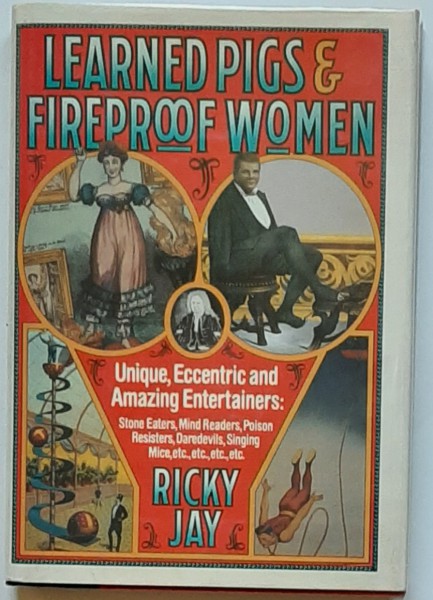 LEARNED PIGS &
FIREPROOF WOMEN
Unique, Eccentric and
Amazing Entertainers:
Stone Eaters, Mind Readers, Poison
Resisters, Daredevils, Singing
Mice, etc., etc., etc., etc.
RICKY
JAY